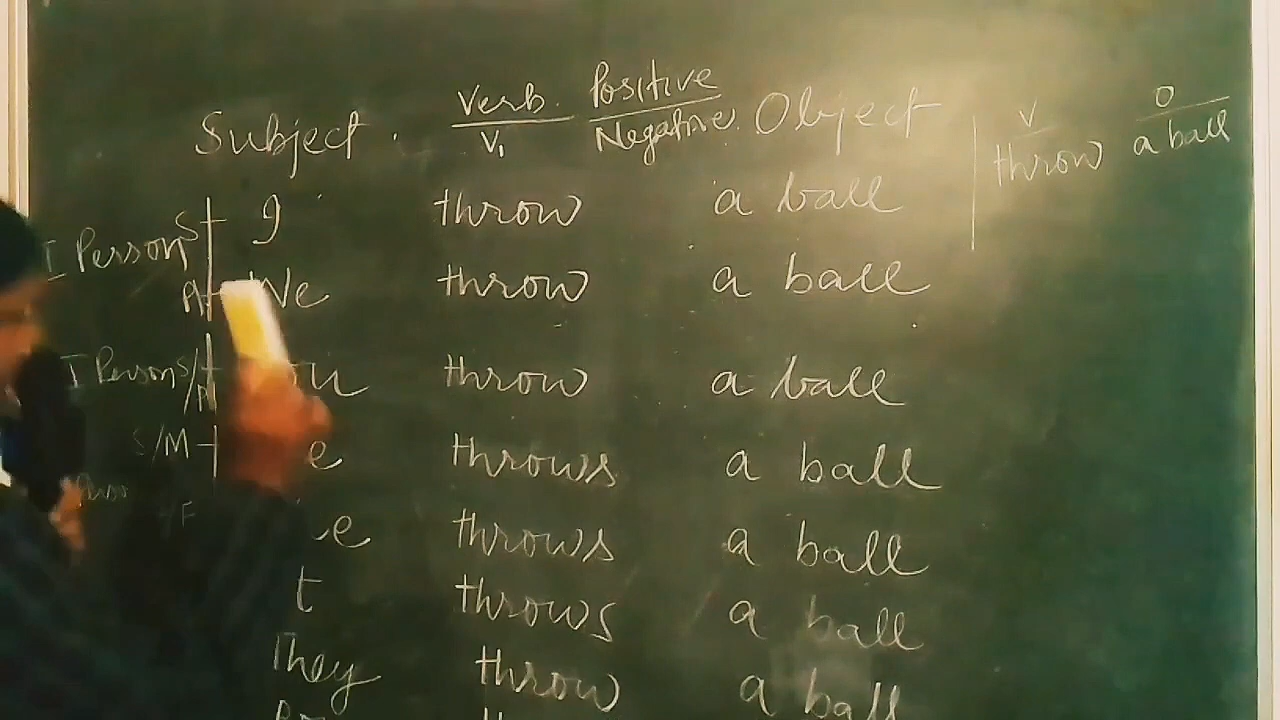 Subject. Verb Positive Object V O
V₁ Negative. throw a ball
S I throw a ball
I Person
We throw a ball
I Person S/P throw a ball
S/M throws a ball
F throws a ball
throws a ball
They throw a ball